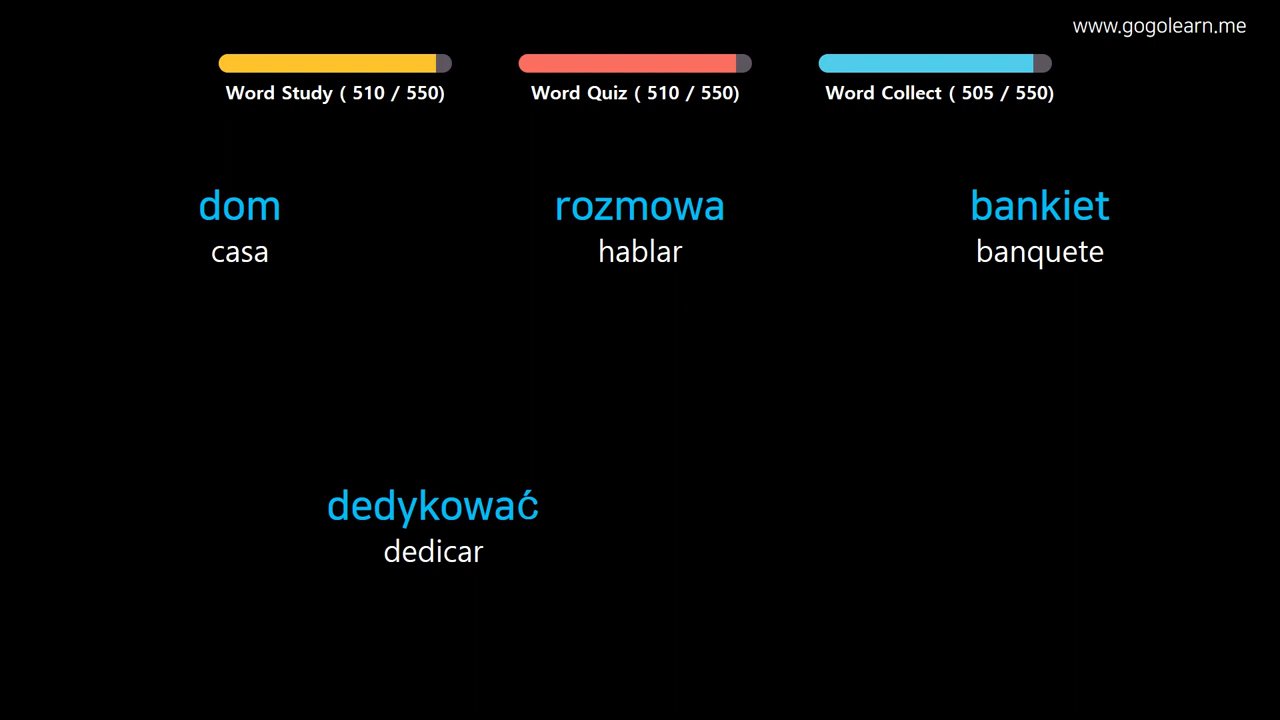 www.gogolearn.me
Word Study ( 510 / 550)
Word Quiz ( 510 / 550)
Word Collect ( 505 / 550)
dom
casa
rozmowa
hablar
bankiet
banquete
dedykować
dedicar